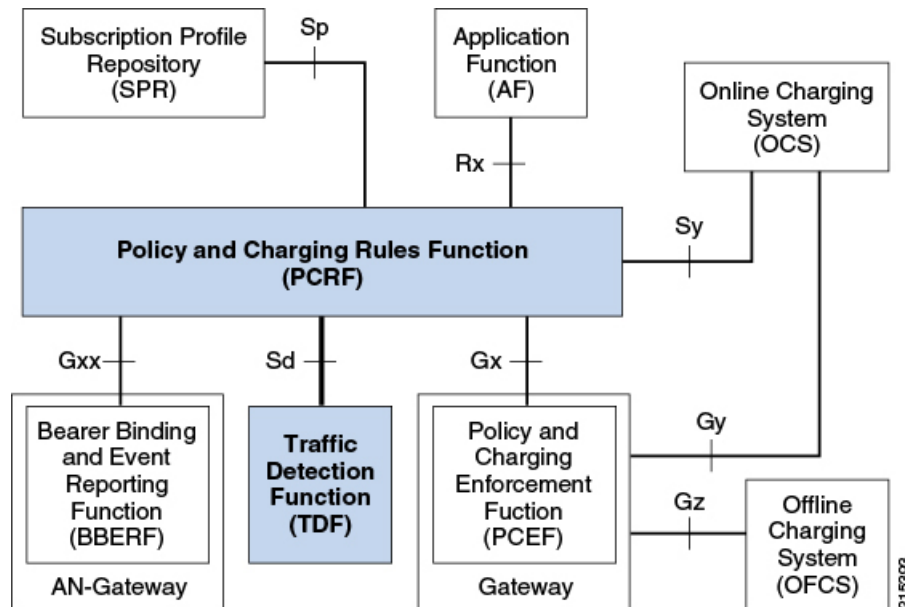 Subscription Profile
Repository
(SPR)
Sp
Application
Function
(AF)
Online Charging
System
(OCS)
Rx
Policy and Charging Rules Function
(PCRF)
Sy
Gxx
Sd
Gx
Bearer Binding
and Event
Reporting
Function
(BBERF)
AN-Gateway
Traffic
Detection
Function
(TDF)
Policy and
Charging
Enforcement
Fuction
(PCEF)
Gateway
Gy
Gz
Offline
Charging
System
(OFCS)